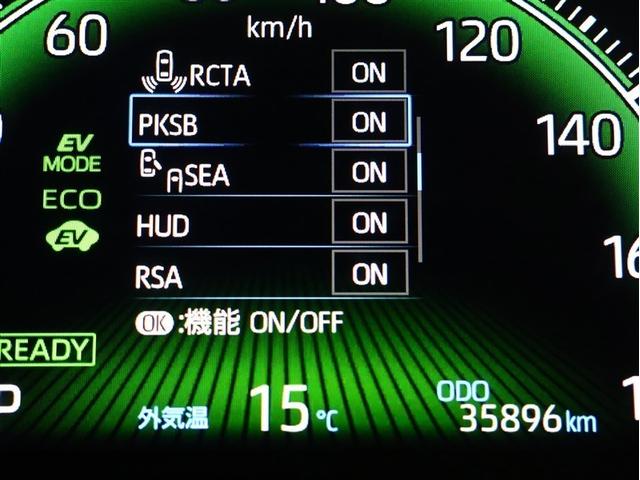 60
km/h
120
140
RCTA ON
PKSB ON
SEA ON
HUD ON
RSA ON
EV
MODE
ECO
EV
OK:機能 ON/OFF
READY
外気温 15℃
ODO
35896km